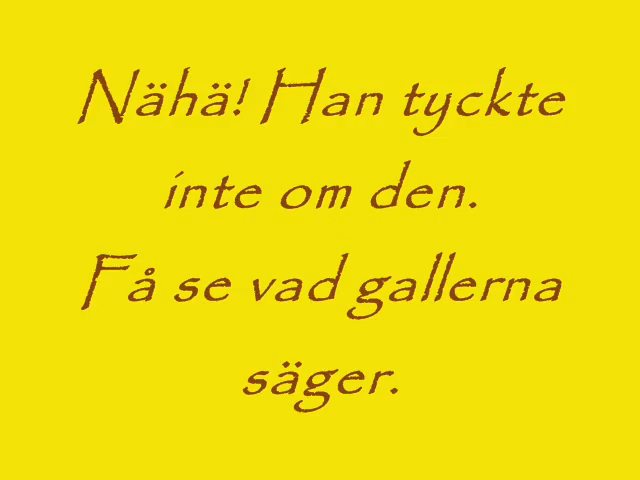 Nähä! Han tyckte
inte om den.
Få se vad gallerna
säger.